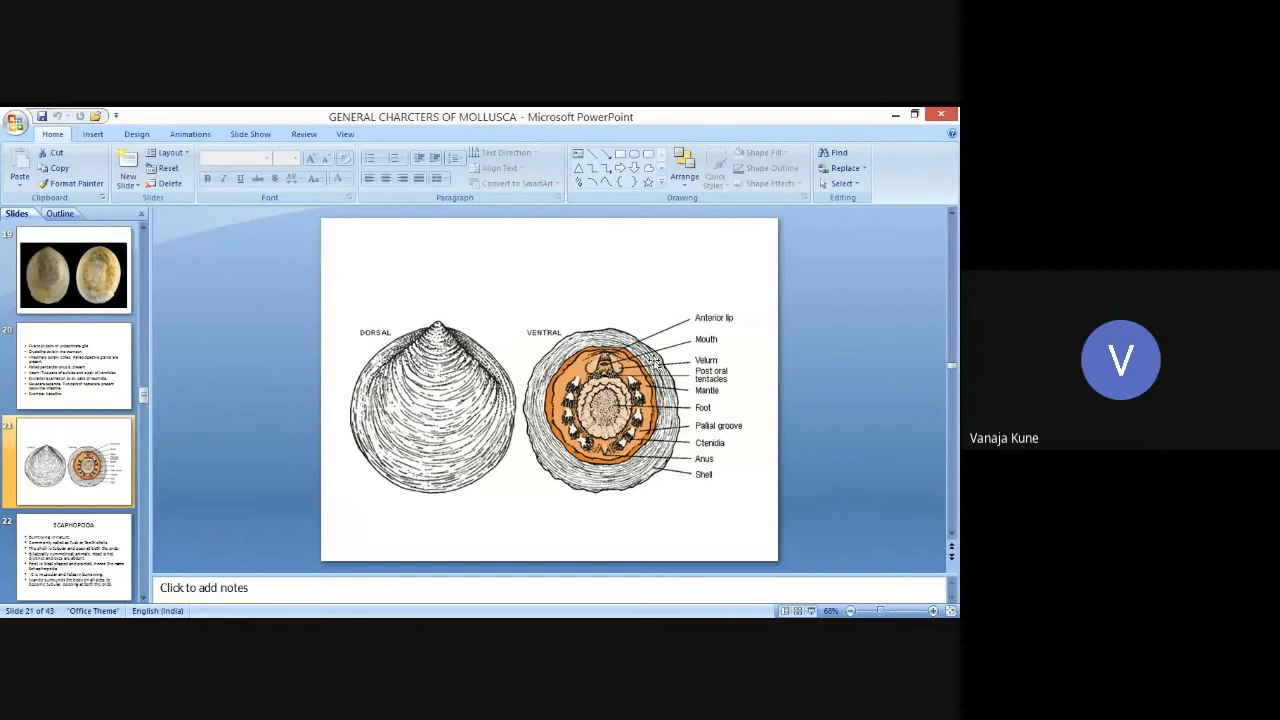 GENERAL CHARCTERS OF MOLLUSCA - Microsoft PowerPoint
Home Insert Design Animations Slide Show Review View
Paste
Cut
Copy
Format Painter
Clipboard
New
Slide
Layout
Reset
Delete
Slides
Font
Paragraph
Text Direction
Align Text
Convert to SmartArt
Arrange
Quick
Styles
Shape Fill
Shape Outline
Shape Effects
Drawing
Find
Replace
Select
Editing
Slides Outline
19
20
21
22
SCAPHOPODA
Burrowing in nature.
DORSAL
VENTRAL
Anterior lip
Mouth
Velum
Post oral
tentacles
Mantle
Foot
Pallial groove
Ctenidia
Anus
Shell
Click to add notes
Slide 21 of 43 "Office Theme" English (India) 68%
V
Vanaja Kune